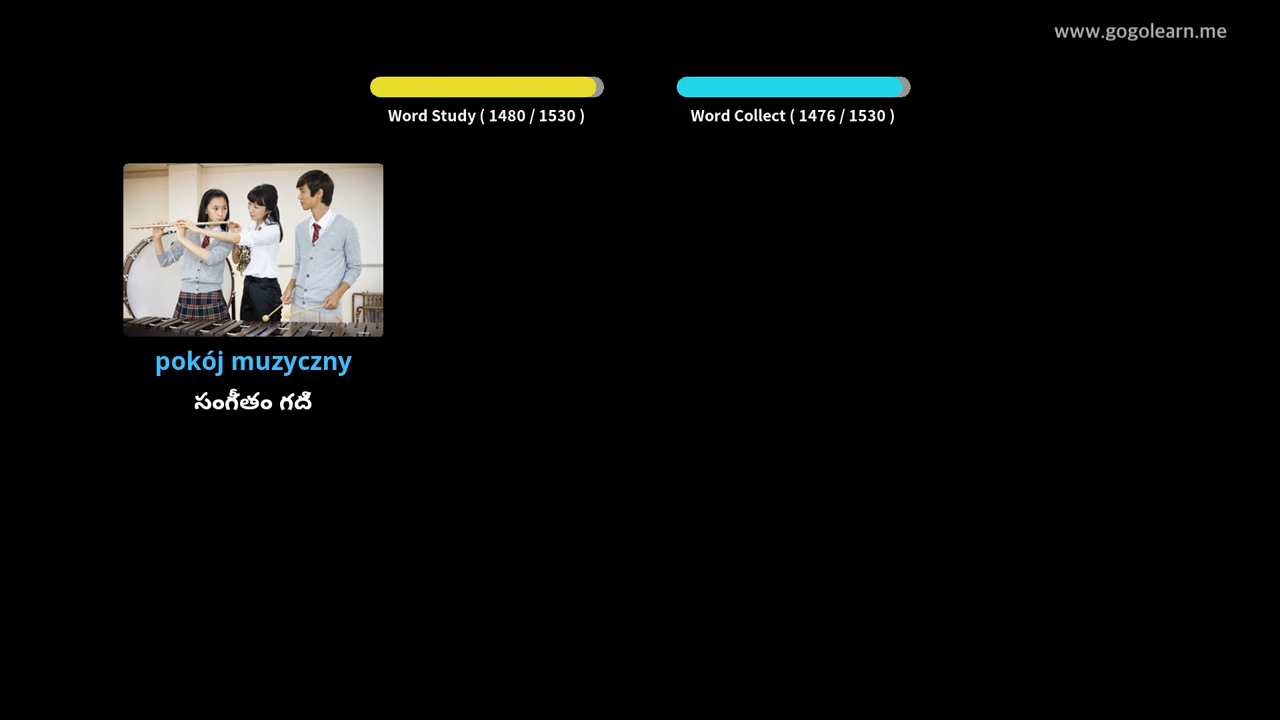 www.gogolearn.me
Word Study ( 1480 / 1530 )
Word Collect ( 1476 / 1530 )
pokój muzyczny
సంగీతం గది